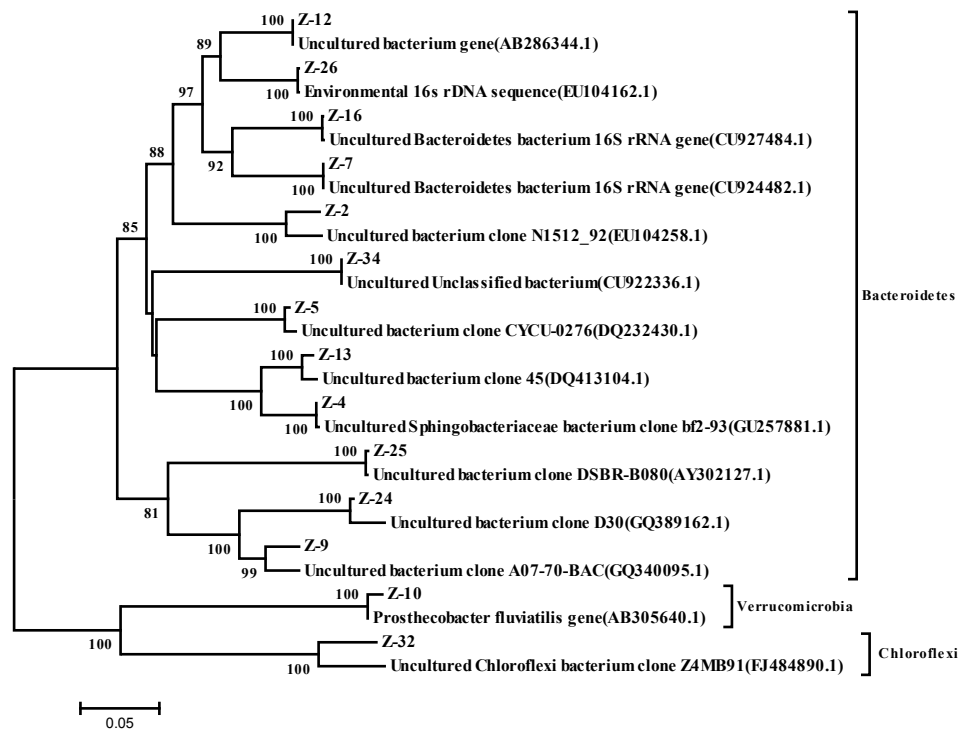 100 Z-12
89
Uncultured bacterium gene(AB286344.1)
Z-26
97
100 Environmental 16s rDNA sequence(EU104162.1)
100 Z-16
Uncultured Bacteroidetes bacterium 16S rRNA gene(CU927484.1)
88
92
Z-7
100 Uncultured Bacteroidetes bacterium 16S rRNA gene(CU924482.1)
Z-2
85
100 Uncultured bacterium clone N1512_92(EU104258.1)
100 Z-34
Uncultured Unclassified bacterium(CU922336.1)
Bacteroidetes
100 Z-5
Uncultured bacterium clone CYCU-0276(DQ232430.1)
100 Z-13
Uncultured bacterium clone 45(DQ413104.1)
100
Z-4
100 Uncultured Sphingobacteriaceae bacterium clone bf2-93(GU257881.1)
100 Z-25
Uncultured bacterium clone DSBR-B080(AY302127.1)
100 Z-24
81
Uncultured bacterium clone D30(GQ389162.1)
100
Z-9
99 Uncultured bacterium clone A07-70-BAC(GQ340095.1)
100 Z-10
Verrucomicrobia
Prosthecobacter fluviatilis gene(AB305640.1)
100
Z-32
Chloroflexi
100 Uncultured Chloroflexi bacterium clone Z4MB91(FJ484890.1)
0.05